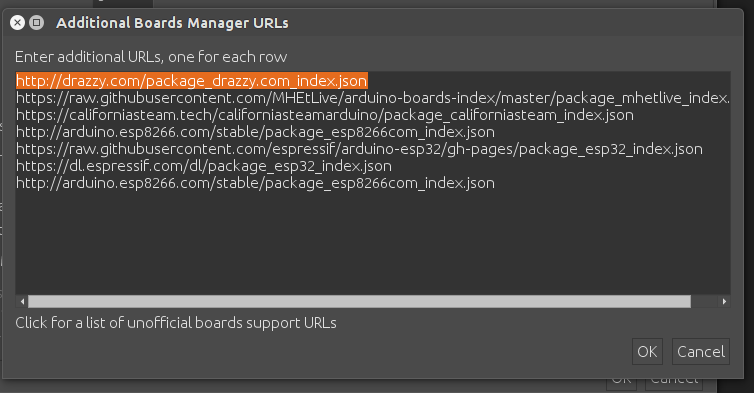 Additional Boards Manager URLs
Enter additional URLs, one for each row
http://drazzy.com/package_drazzy.com_index.json
https://raw.githubusercontent.com/MHEtLive/arduino-boards-index/master/package_mhetlive_index.
https://californiasteam.tech/californiasteamarduino/package_californiasteam_index.json
http://arduino.esp8266.com/stable/package_esp8266com_index.json
https://raw.githubusercontent.com/espressif/arduino-esp32/gh-pages/package_esp32_index.json
https://dl.espressif.com/dl/package_esp32_index.json
http://arduino.esp8266.com/stable/package_esp8266com_index.json
Click for a list of unofficial boards support URLs
OK Cancel
OK Cancel